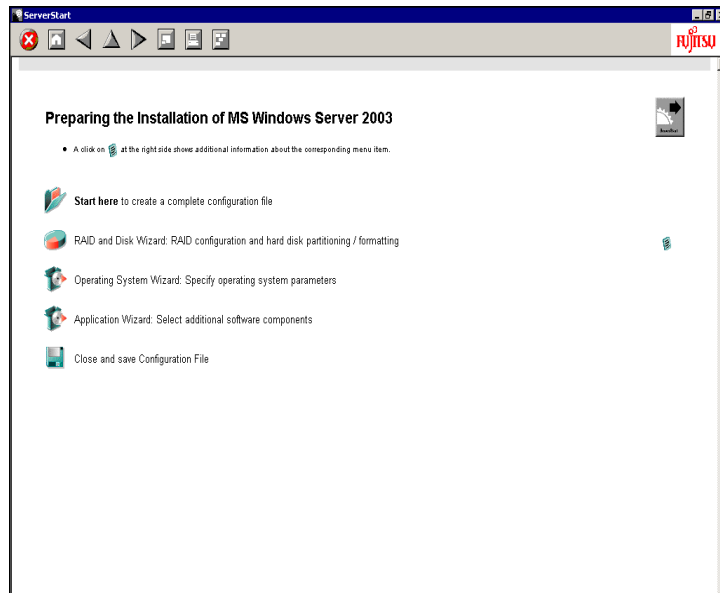 ServerStart
FUJITSU
Preparing the Installation of MS Windows Server 2003
A click on at the right side shows additional information about the corresponding menu item.
Start here to create a complete configuration file
RAID and Disk Wizard: RAID configuration and hard disk partitioning / formatting
Operating System Wizard: Specify operating system parameters
Application Wizard: Select additional software components
Close and save Configuration File